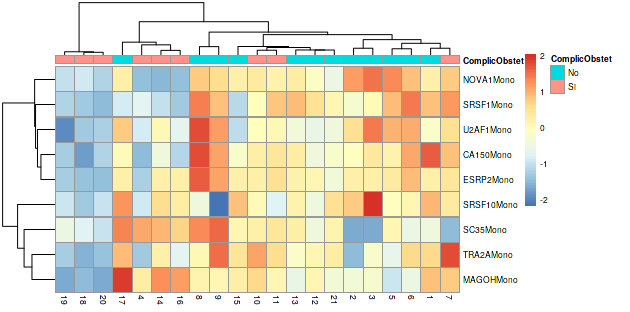 ComplicObstet
NOVA1Mono
SRSF1Mono
U2AF1Mono
CA150Mono
ESRP2Mono
SRSF10Mono
SC35Mono
TRA2AMono
MAGOHMono
19 18 20 17 4 14 16 8 9 15 10 11 13 12 21 2 3 5 6 1 7
2
1
0
-1
-2
ComplicObstet
No
SI